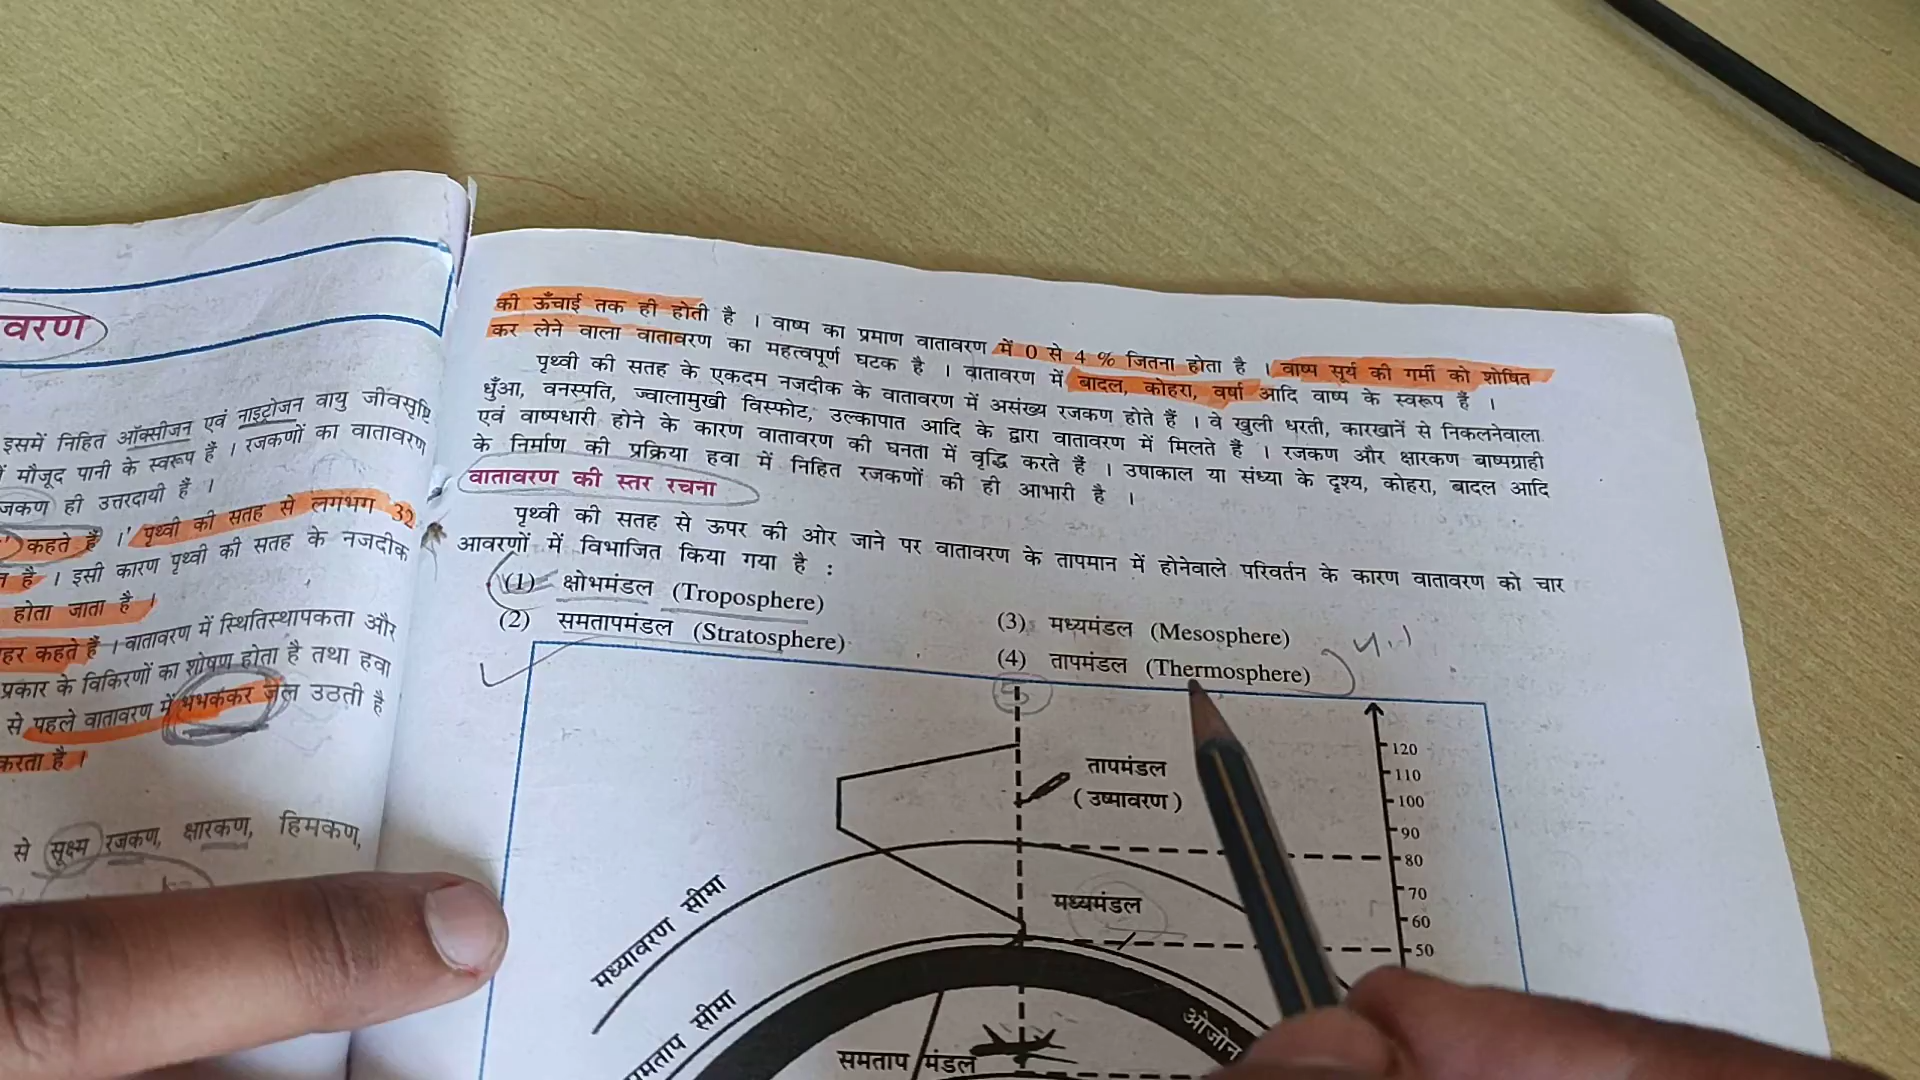 वरण
इसमें निहित ऑक्सीजन एवं नाइट्रोजन वायु जीवसृष्टि
मौजूद पानी के स्वरूप हैं । रजकणों का वातावरण
जकण ही उत्तरदायी हैं ।
कहते हैं ।' पृथ्वी की सतह से लगभग 32
है । इसी कारण पृथ्वी की सतह के नजदीक
होता जाता है ।
हर कहते हैं । वातावरण में स्थितिस्थापकता और
प्रकार के विकिरणों का शोषण होता है तथा हवा
से पहले वातावरण में भभककर जल उठती है
करता है ।
से सूक्ष्म रजकण, क्षारकण, हिमकण,
की ऊँचाई तक ही होती है । वाष्प का प्रमाण वातावरण में 0 से 4 % जितना होता है । वाष्प सूर्य की गर्मी को शोषित
कर लेने वाला वातावरण का महत्वपूर्ण घटक है । वातावरण में बादल, कोहरा, वर्षा आदि वाष्प के स्वरूप हैं ।
पृथ्वी की सतह के एकदम नजदीक के वातावरण में असंख्य रजकण होते हैं । वे खुली धरती, कारखानें से निकलनेवाला
धुँआ, वनस्पति, ज्वालामुखी विस्फोट, उल्कापात आदि के द्वारा वातावरण में मिलते हैं । रजकण और क्षारकण बाष्पग्राही
एवं वाष्पधारी होने के कारण वातावरण की घनता में वृद्धि करते हैं । उषाकाल या संध्या के दृश्य, कोहरा, बादल आदि
के निर्माण की प्रक्रिया हवा में निहित रजकणों की ही आभारी है ।
वातावरण की स्तर रचना
पृथ्वी की सतह से ऊपर की ओर जाने पर वातावरण के तापमान में होनेवाले परिवर्तन के कारण वातावरण को चार
आवरणों में विभाजित किया गया है :
(1) क्षोभमंडल (Troposphere)
(2) समतापमंडल (Stratosphere)
(3) मध्यमंडल (Mesosphere)
(4) तापमंडल (Thermosphere)
5
120
तापमंडल
110
(उष्मावरण)
100
90
80
70
मध्यमंडल
60
50
मध्यावरण सीमा
समताप सीमा
ओजोन
समताप मंडल